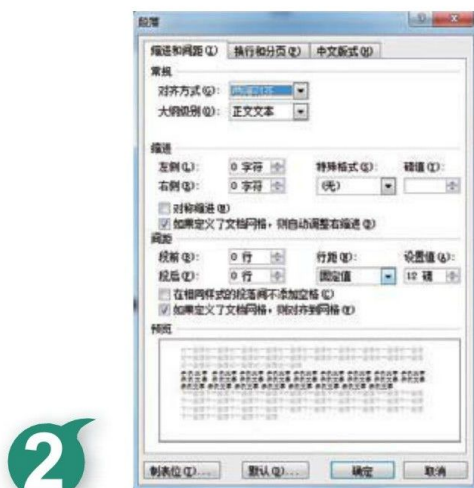 段落
缩进和间距(I) 换行和分页(P) 中文版式(H)
常规
对齐方式(G): 两端对齐
大纲级别(O): 正文文本
缩进
左侧(L): 0 字符 特殊格式(S): 磅值(Y):
右侧(R): 0 字符 (无)
对称缩进(M)
如果定义了文档网格，则自动调整右缩进(D)
间距
段前(B): 0 行 行距(N): 设置值(A):
段后(F): 0 行 固定值 12 磅
在相同样式的段落间不添加空格(C)
如果定义了文档网格，则对齐到网格(W)
预览
制表位(T)... 默认(D)... 确定 取消
2